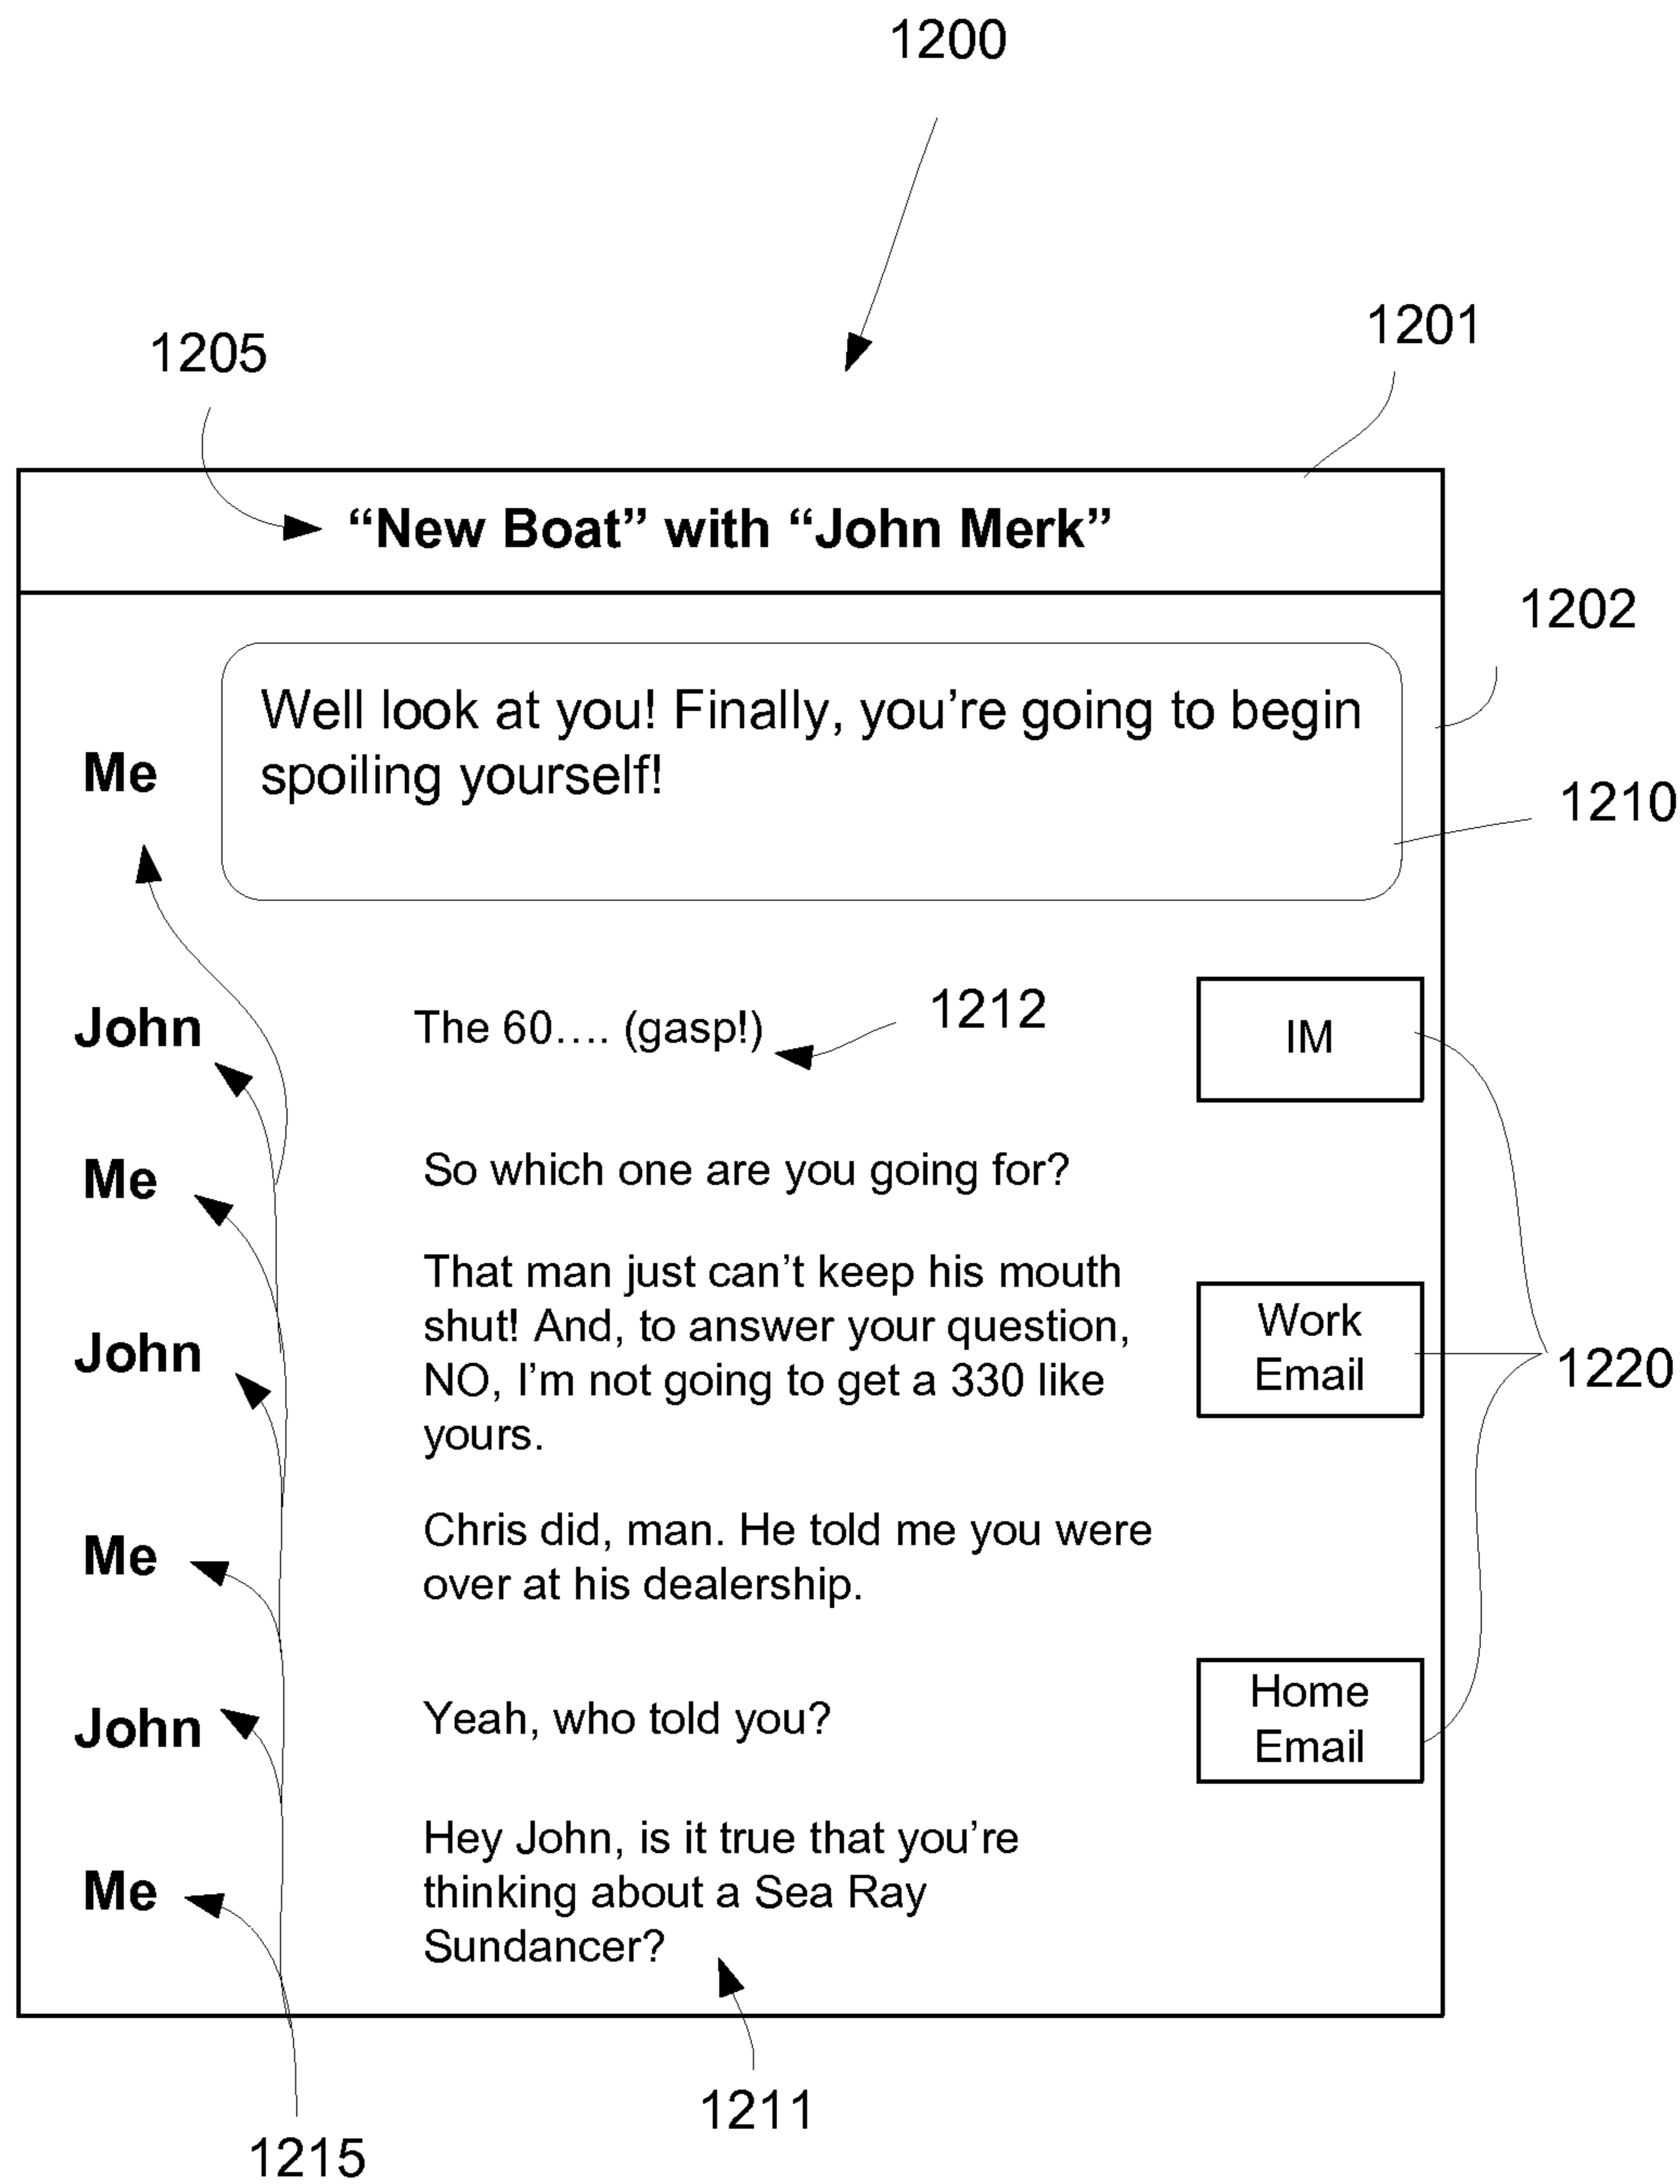 1200
1201
1205
“New Boat” with “John Merk”
1202
Well look at you! Finally, you’re going to begin
spoiling yourself!
Me
1210
John
The 60.... (gasp!)
1212
IM
Me
So which one are you going for?
John
That man just can’t keep his mouth
shut! And, to answer your question,
NO, I’m not going to get a 330 like
yours.
Work
Email
1220
Me
Chris did, man. He told me you were
over at his dealership.
John
Yeah, who told you?
Home
Email
Me
Hey John, is it true that you’re
thinking about a Sea Ray
Sundancer?
1211
1215